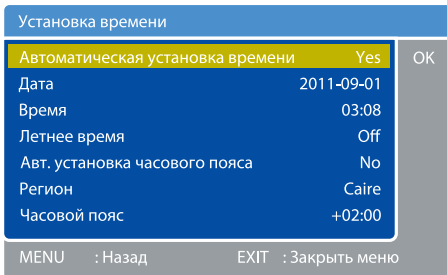 Установка времени
Автоматическая установка времени Yes OK
Дата 2011-09-01
Время 03:08
Летнее время Off
Авт. установка часового пояса No
Регион Caire
Часовой пояс +02:00
MENU : Назад EXIT : Закрыть меню